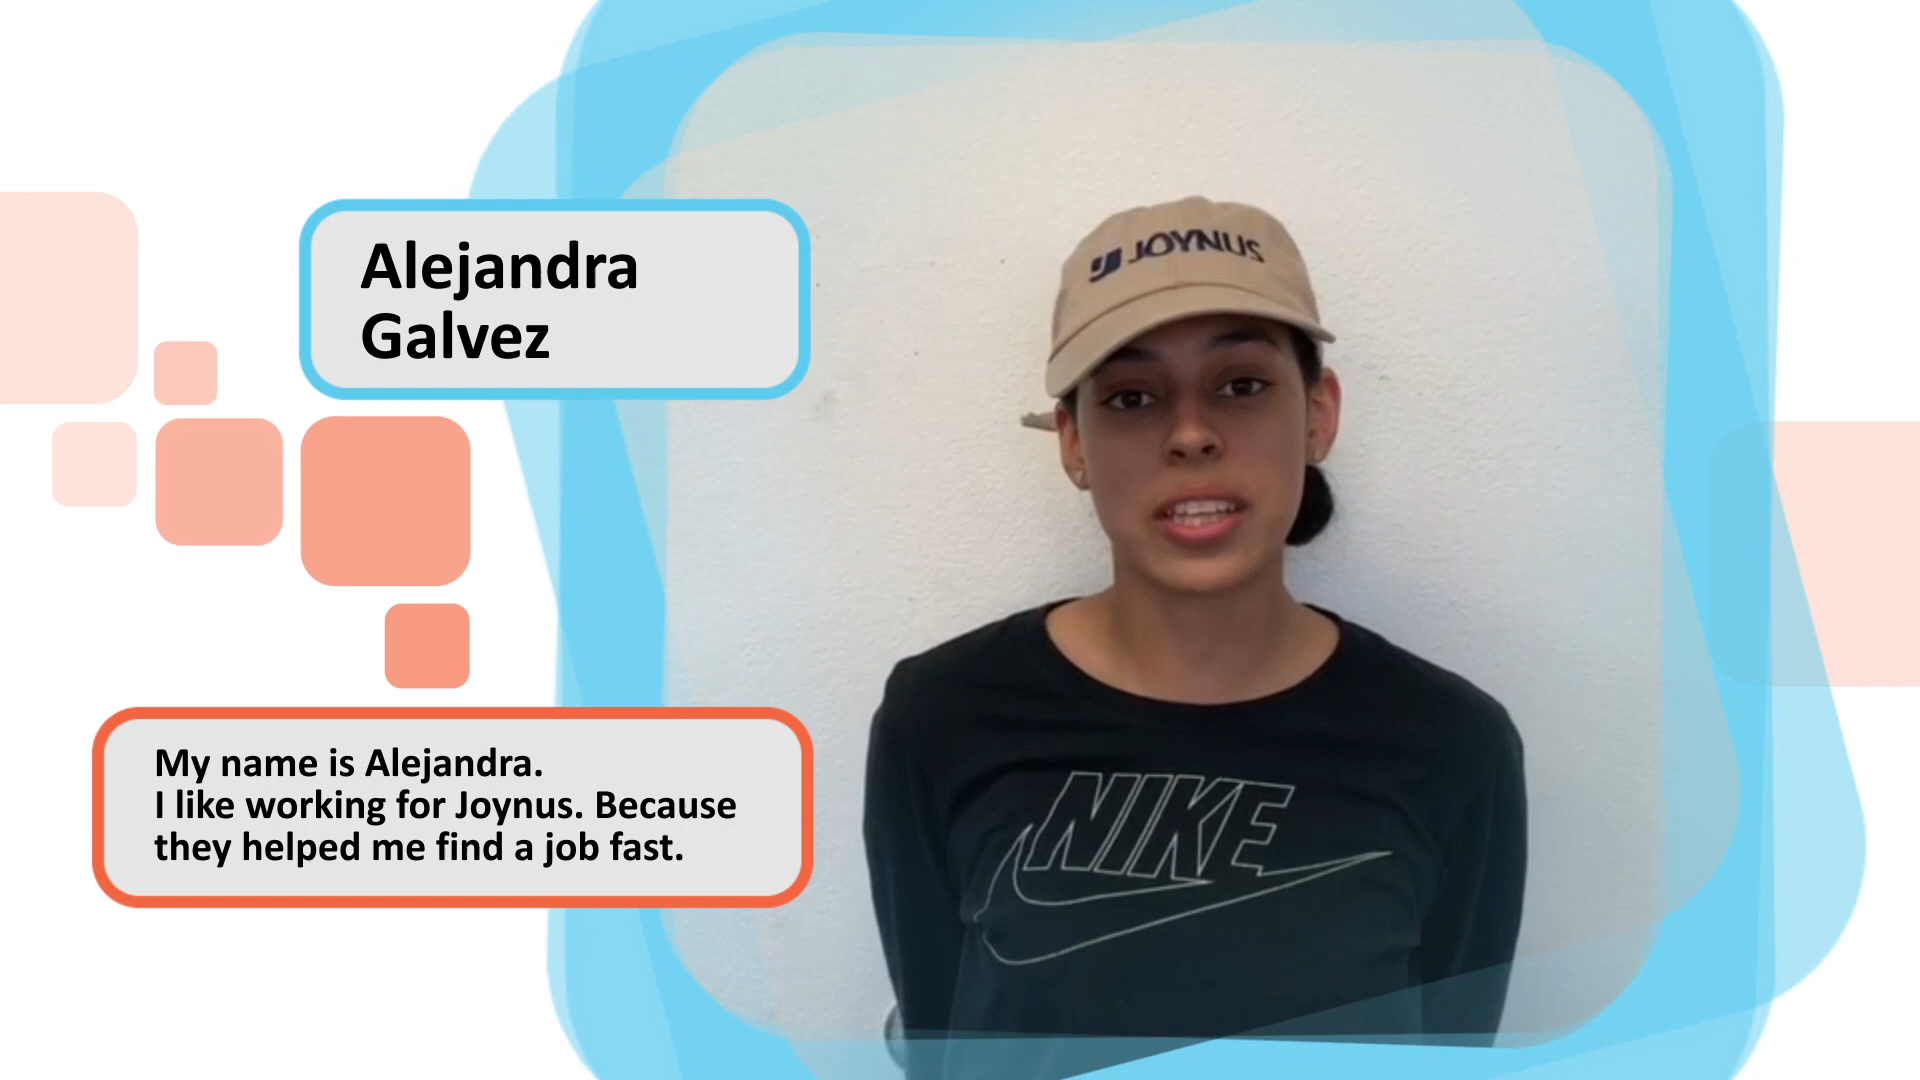 Alejandra
Galvez
JOYNUS
My name is Alejandra.
I like working for Joynus. Because
they helped me find a job fast.
NIKE